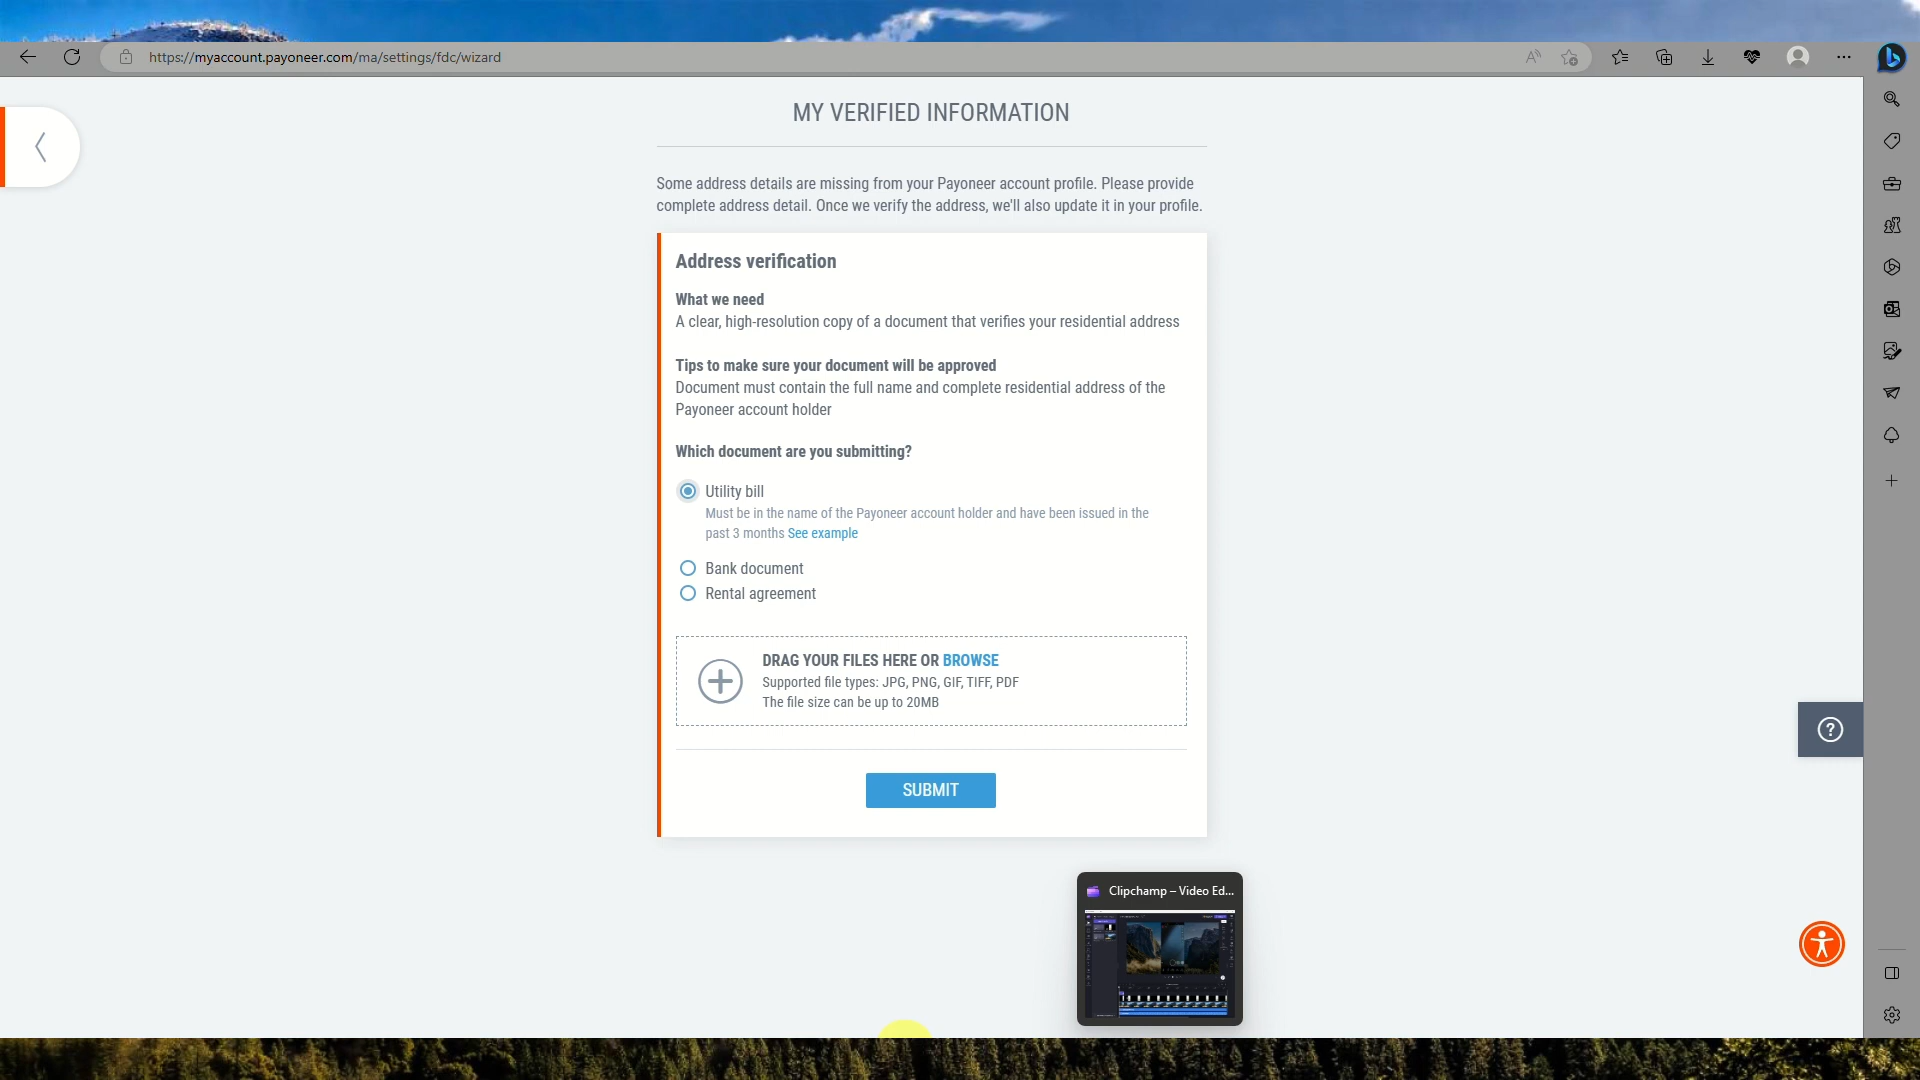 https://myaccount.payoneer.com/ma/settings/fdc/wizard
MY VERIFIED INFORMATION
Some address details are missing from your Payoneer account profile. Please provide
complete address detail. Once we verify the address, we'll also update it in your profile.
Address verification
What we need
A clear, high-resolution copy of a document that verifies your residential address
Tips to make sure your document will be approved
Document must contain the full name and complete residential address of the
Payoneer account holder
Which document are you submitting?
Utility bill
Must be in the name of the Payoneer account holder and have been issued in the
past 3 months See example
Bank document
Rental agreement
DRAG YOUR FILES HERE OR BROWSE
Supported file types: JPG, PNG, GIF, TIFF, PDF
The file size can be up to 20MB
SUBMIT
Clipchamp – Video Ed...